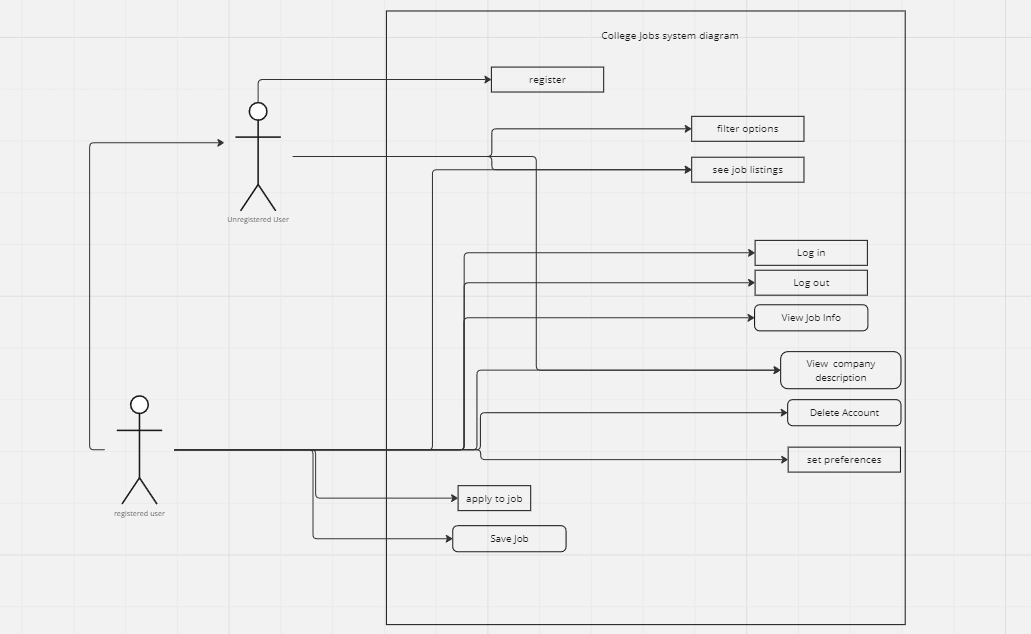 College Jobs system diagram
register
filter options
see job listings
Unregistered User
Log in
Log out
View Job Info
View company
description
Delete Account
set preferences
apply to job
registered user
Save Job